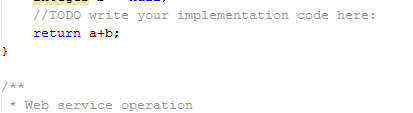 //TODO write your implementation code here:
return a+b;
}
/**
* Web service operation